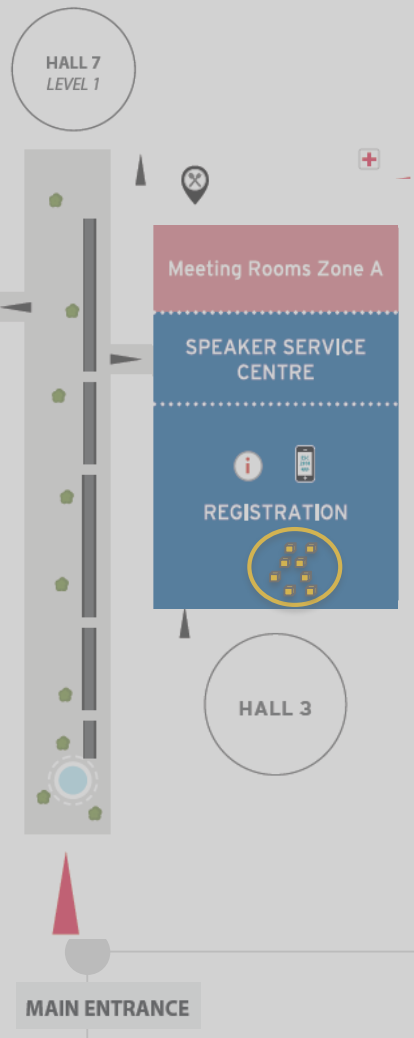 HALL 7
LEVEL 1
Meeting Rooms Zone A
SPEAKER SERVICE
CENTRE
i
REGISTRATION
HALL 3
MAIN ENTRANCE